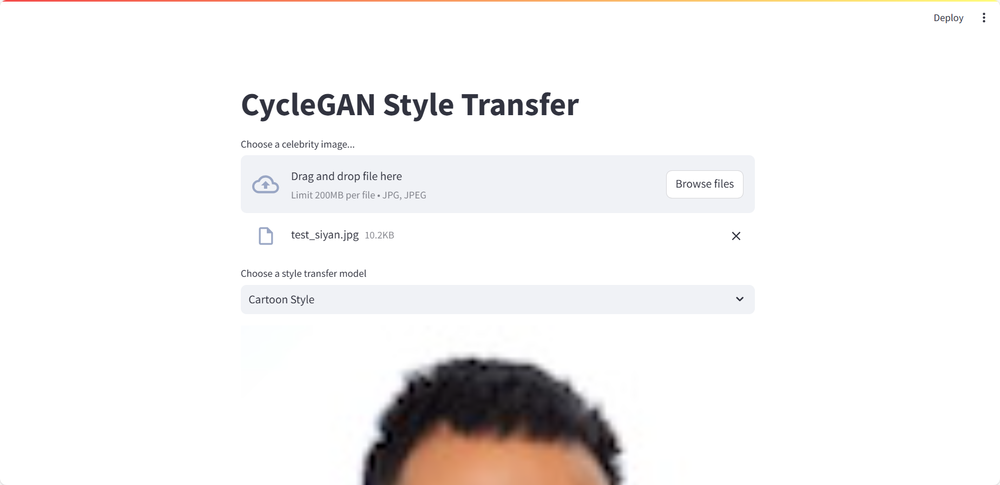 Deploy
CycleGAN Style Transfer
Choose a celebrity image...
Drag and drop file here
Limit 200MB per file • JPG, JPEG
Browse files
test_siyan.jpg 10.2KB
Choose a style transfer model
Cartoon Style